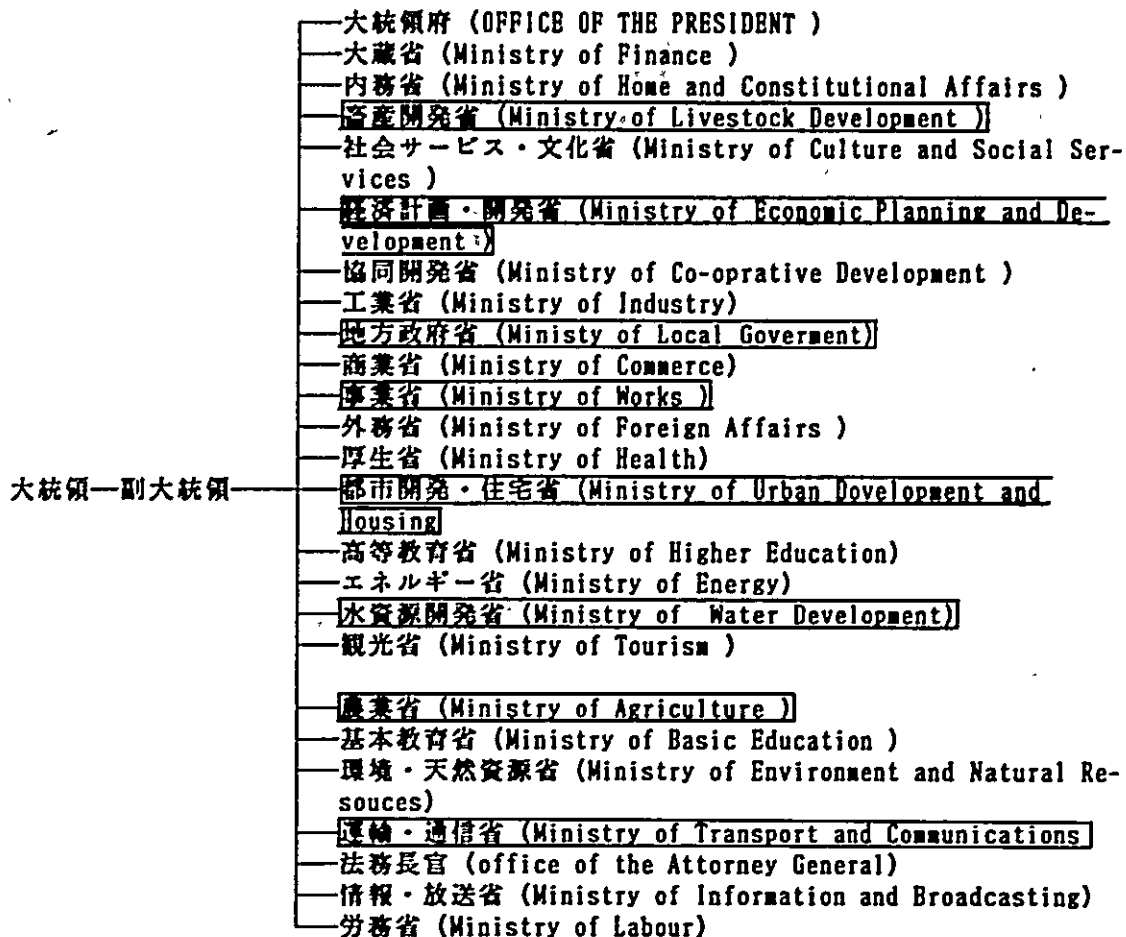 大統領府 (OFFICE OF THE PRESIDENT )
大蔵省 (Ministry of Finance )
内務省 (Ministry of Home and Constitutional Affairs )
畜産開発省 (Ministry of Livestock Development )
社会サービス・文化省 (Ministry of Culture and Social Ser-
vices )
経済計画・開発省 (Ministry of Economic Planning and De-
velopment )
協同開発省 (Ministry of Co-oprative Development )
工業省 (Ministry of Industry)
地方政府省 (Ministy of Local Goverment)
商業省 (Ministry of Commerce)
事業省 (Ministry of Works )
外務省 (Ministry of Foreign Affairs )
厚生省 (Ministry of Health)
大統領―副大統領
都市開発・住宅省 (Ministry of Urban Dovelopment and
Housing
高等教育省 (Ministry of Higher Education)
エネルギー省 (Ministry of Energy)
水資源開発省 (Ministry of Water Development)
観光省 (Ministry of Tourism )
農業省 (Ministry of Agriculture )
基本教育省 (Ministry of Basic Education )
環境・天然資源省 (Ministry of Environment and Natural Re-
souces)
運輸・通信省 (Ministry of Transport and Communications
法務長官 (office of the Attorney General)
情報・放送省 (Ministry of Information and Broadcasting)
労務省 (Ministry of Labour)